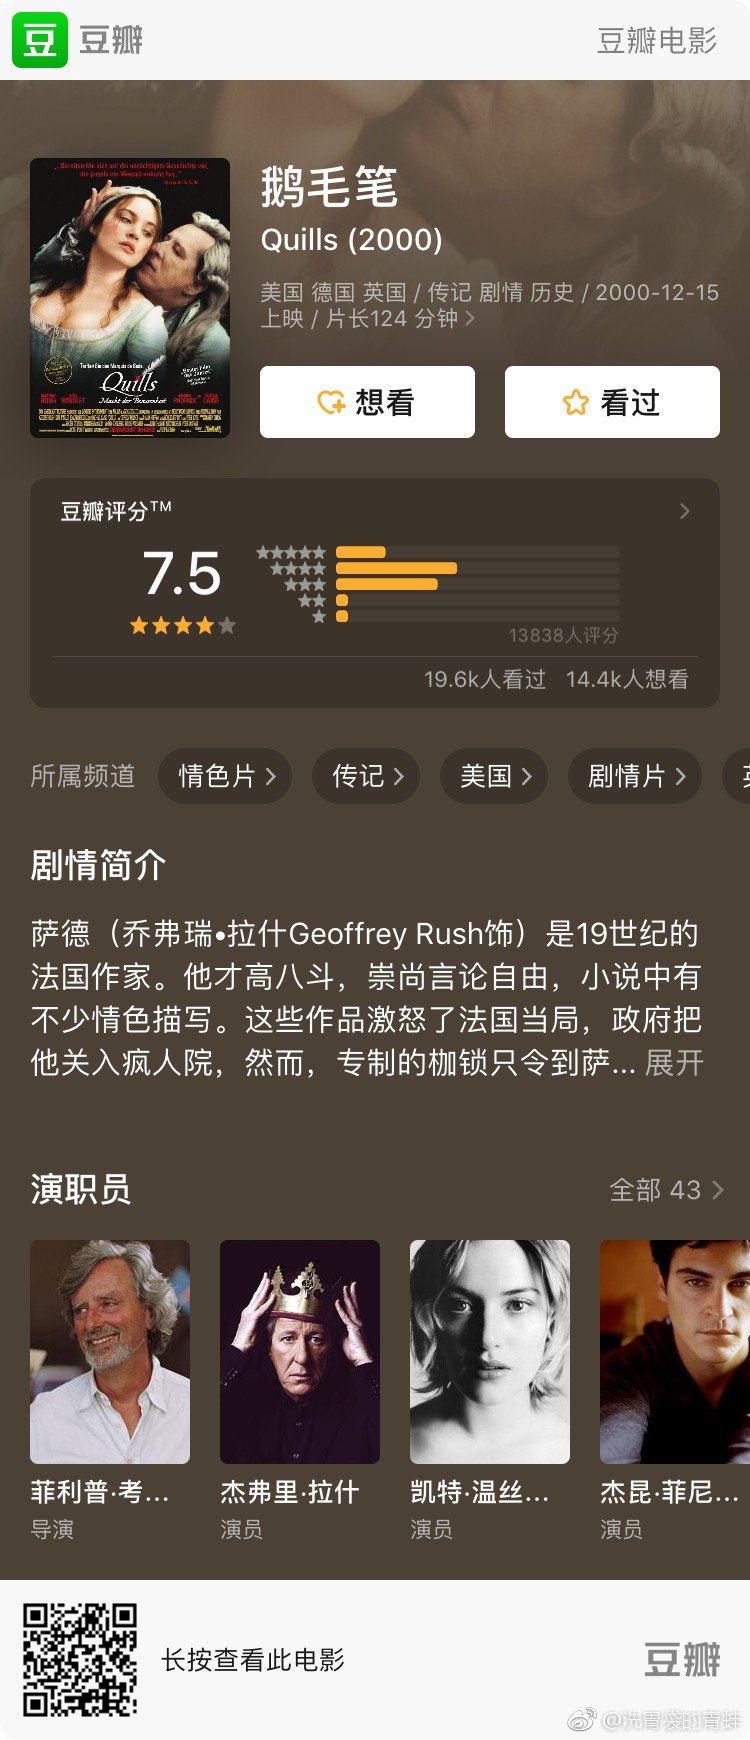 豆 豆瓣
豆瓣电影
鹅毛笔
Quills (2000)
美国 德国 英国 / 传记 剧情 历史 / 2000-12-15
上映 / 片长124 分钟
Quills
Macht der Besessenheit
想看
看过
豆瓣评分TM
7.5
13838人评分
19.6k人看过 14.4k人想看
所属频道 情色片 传记 美国 剧情片
剧情简介
萨德（乔弗瑞•拉什Geoffrey Rush饰）是19世纪的
法国作家。他才高八斗，崇尚言论自由，小说中有
不少情色描写。这些作品激怒了法国当局，政府把
他关入疯人院，然而，专制的枷锁只令到萨... 展开
演职员
全部 43
菲利普·考...
导演
杰弗里·拉什
演员
凯特·温丝...
演员
杰昆·菲尼...
演员
长按查看此电影
豆瓣
@洗胃袋的青蛙